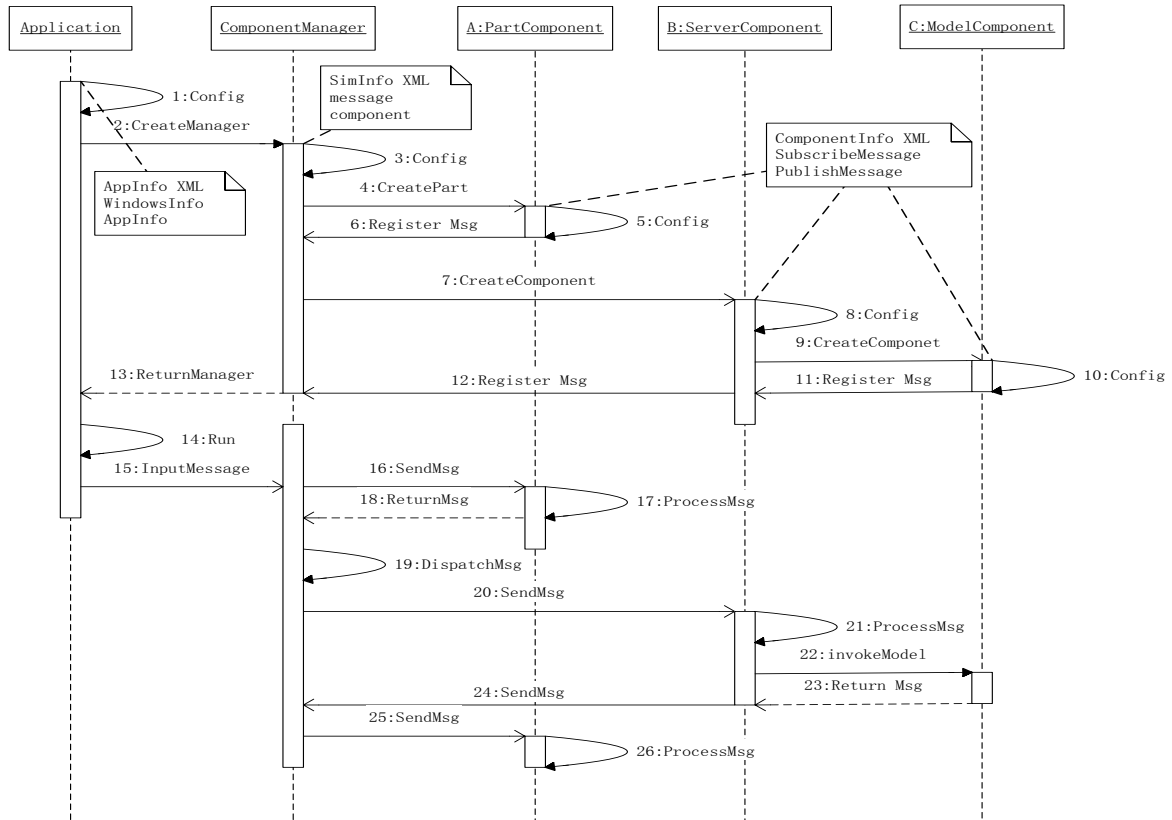 Application
ComponentManager
A:PartComponent
B:ServerComponent
C:ModelComponent
SimInfo XML
message
component
1:Config
2:CreateManager
ComponentInfo XML
SubscribeMessage
PublishMessage
3:Config
AppInfo XML
WindowsInfo
AppInfo
4:CreatePart
5:Config
6:Register Msg
7:CreateComponent
8:Config
9:CreateComponet
10:Config
11:Register Msg
12:Register Msg
13:ReturnManager
14:Run
15:InputMessage
16:SendMsg
17:ProcessMsg
18:ReturnMsg
19:DispatchMsg
20:SendMsg
21:ProcessMsg
22:invokeModel
23:Return Msg
24:SendMsg
25:SendMsg
26:ProcessMsg